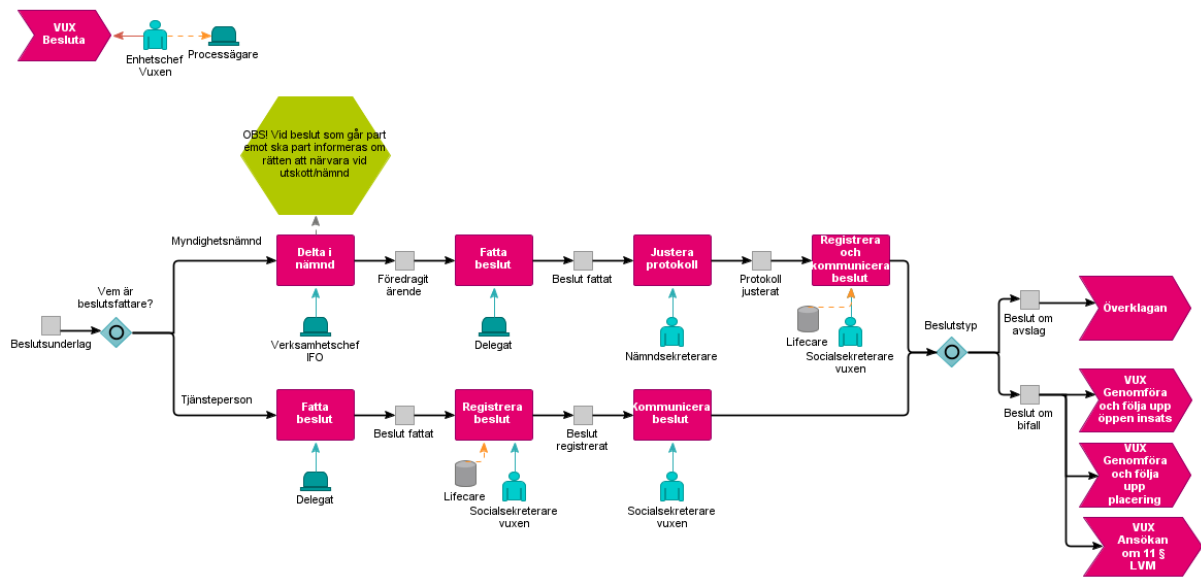 VUX
Besluta
Enhetschef
Vuxen
Processägare
OBS! Vid beslut som går part
emot ska part informeras om
rätten att närvara vid
utskott/nämnd
Myndighetsnämnd
Delta i
nämnd
Föredragit
ärende
Fatta
beslut
Beslut fattat
Justera
protokoll
Protokoll
justerat
Registrera
och
kommunicera
beslut
Vem är
beslutsfattare?
Beslutsunderlag
Verksamhetschef
IFO
Delegat
Nämndsekreterare
Lifecare
Socialsekreterare
vuxen
Beslutstyp
Beslut om
avslag
Överklagan
Tjänsteperson
Fatta
beslut
Beslut fattat
Registrera
beslut
Beslut
registrerat
Kommunicera
beslut
Delegat
Lifecare
Socialsekreterare
vuxen
Socialsekreterare
vuxen
Beslut om
bifall
VUX
Genomföra
och följa upp
öppen insats
VUX
Genomföra
och följa
upp
placering
VUX
Ansökan
om 11 §
LVM